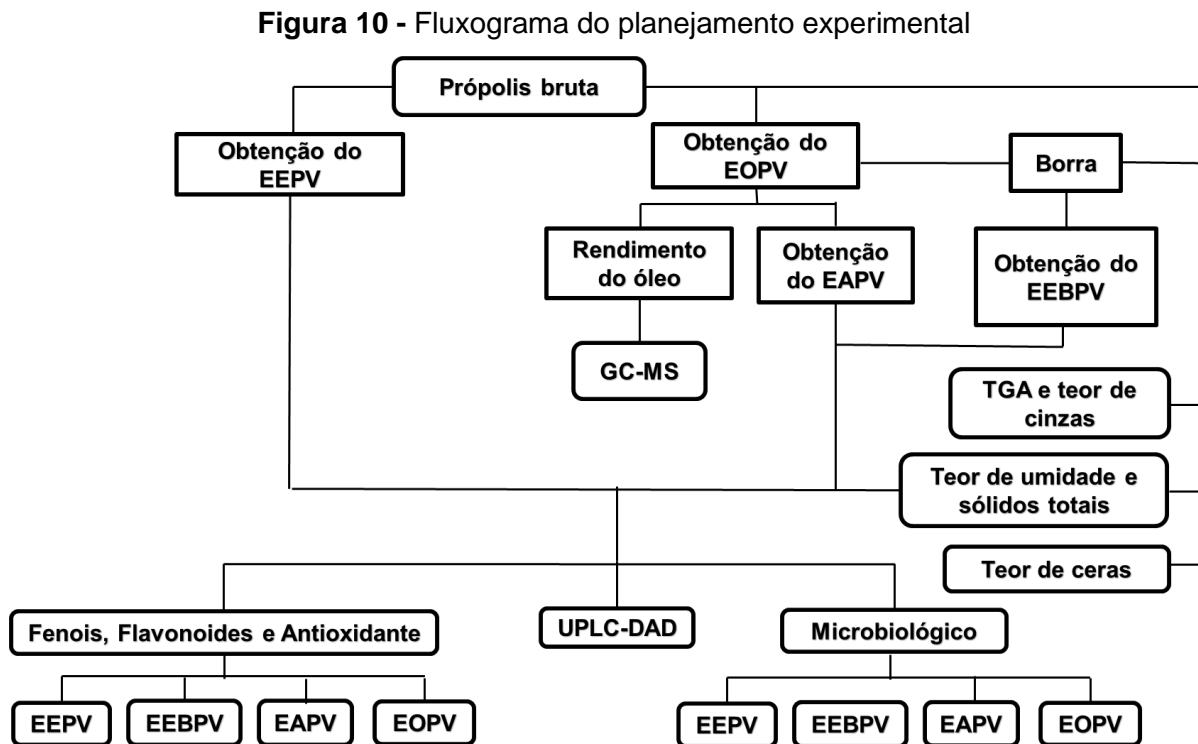 Figura 10 - Fluxograma do planejamento experimental
Própolis bruta
Obtenção do
EEPV
Obtenção do
EOPV
Borra
Rendimento
do óleo
Obtenção
do EAPV
Obtenção do
EEBPV
GC-MS
TGA e teor de
cinzas
Teor de umidade e
sólidos totais
Teor de ceras
Fenois, Flavonoides e Antioxidante
UPLC-DAD
Microbiológico
EEPV
EEBPV
EAPV
EOPV
EEPV
EEBPV
EAPV
EOPV